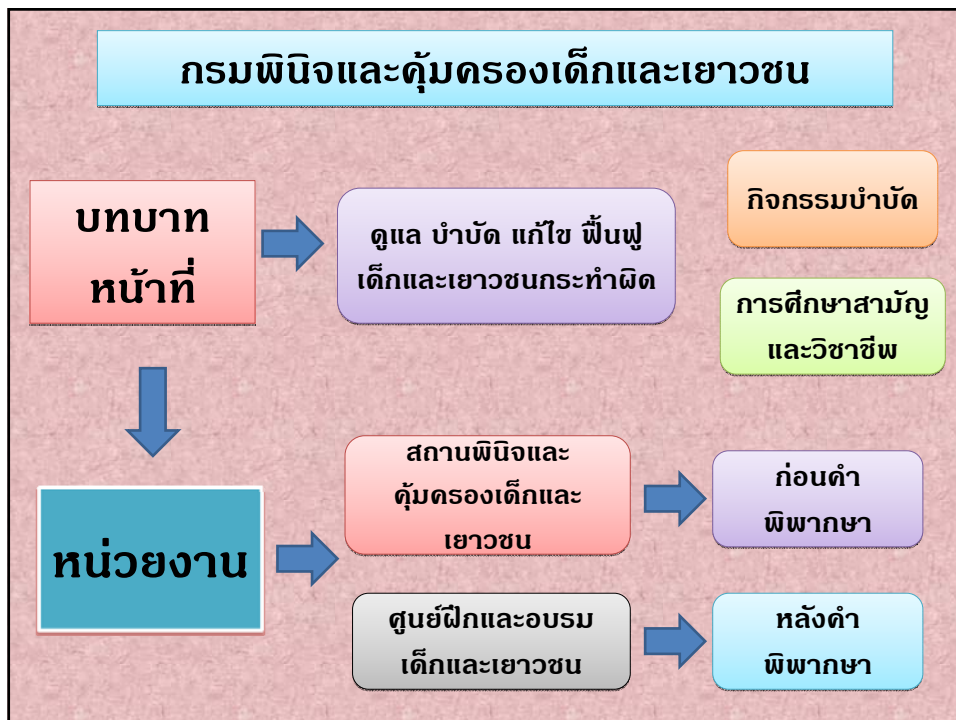 กรมพินิจและคุ้มครองเด็กและเยาวชน
บทบาท
หน้าที่
ดูแล บำบัด แก้ไข ฟื้นฟู
เด็กและเยาวชนกระทำผิด
กิจกรรมบำบัด
การศึกษาสามัญ
และวิชาชีพ
หน่วยงาน
สถานพินิจและ
คุ้มครองเด็กและ
เยาวชน
ก่อนคำ
พิพากษา
ศูนย์ฝึกและอบรม
เด็กและเยาวชน
หลังคำ
พิพากษา